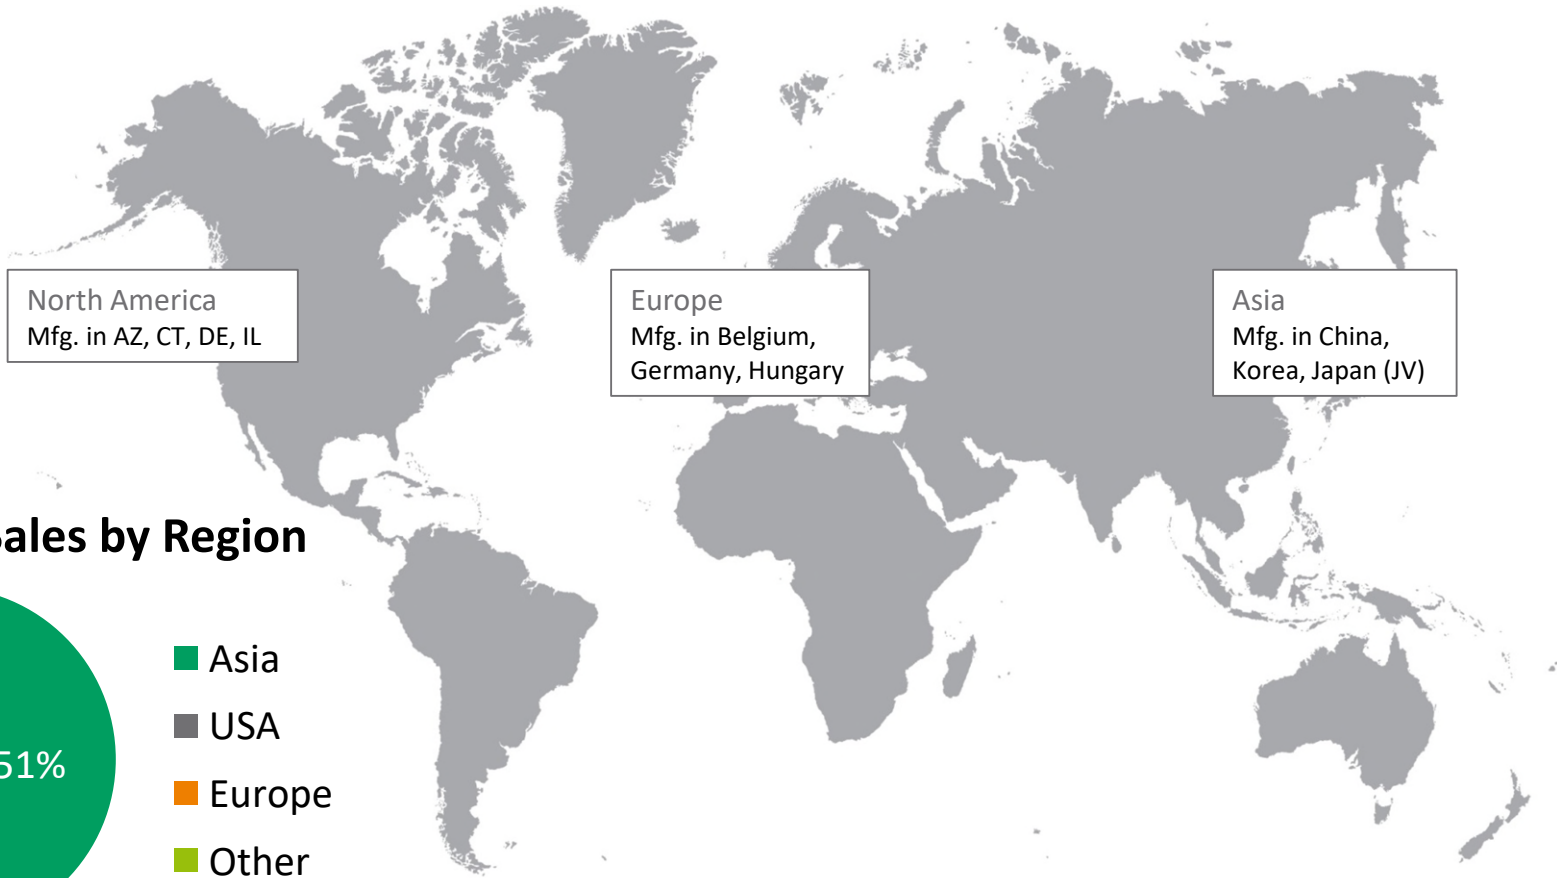 North America
Mfg. in AZ, CT, DE, IL
Europe
Mfg. in Belgium,
Germany, Hungary
Asia
Mfg. in China,
Korea, Japan (JV)
Sales by Region
51%
Asia
USA
Europe
Other